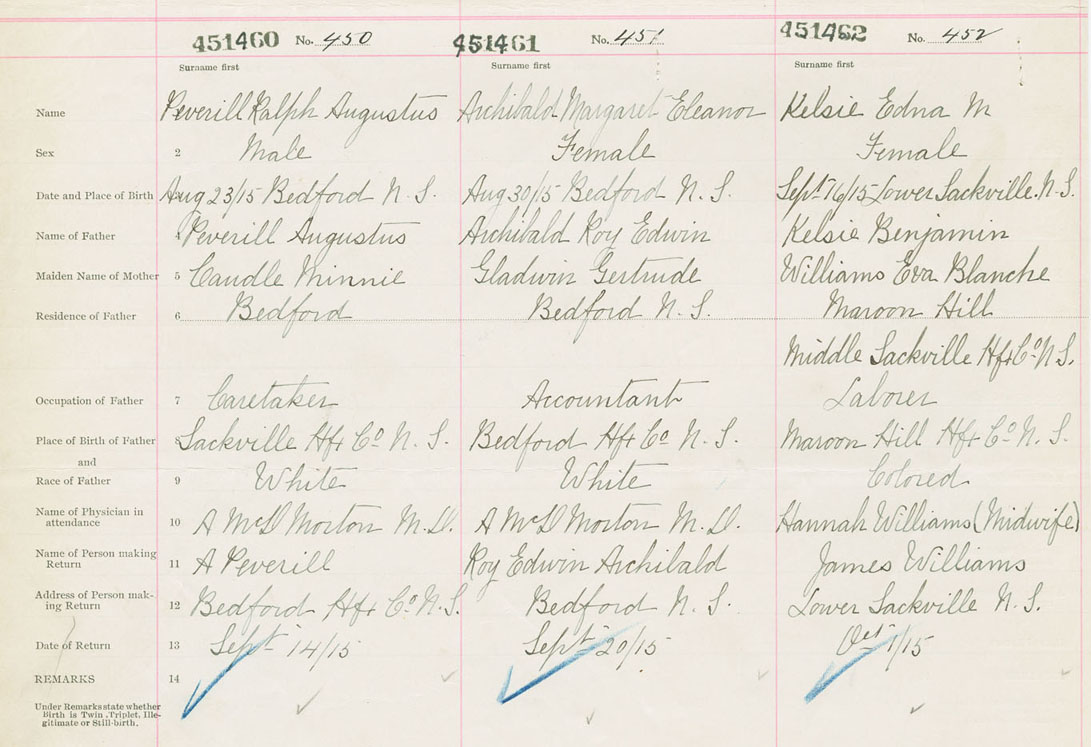 451460 No. 450 451461 No. 451 451462 No. 452
Surname first Surname first Surname first
Name Peverill Ralph Augustus Archibald Margaret Eleanor Kelsie Edna M
Sex 2 Male Female Female
Date and Place of Birth Aug 23/15 Bedford N. S. Aug 30/15 Bedford N. S. Sept 16/15 Lower Sackville N. S.
Name of Father 4 Peverill Augustus Archibald Roy Edwin Kelsie Benjamin
Maiden Name of Mother 5 Caudle Minnie Gladwin Gertrude Williams Eva Blanche
Residence of Father 6 Bedford Bedford N. S. Maroon Hill
Middle Sackville Hfx Co N S.
Occupation of Father 7 Caretaker Accountant Laborer
Place of Birth of Father 8 Sackville Hfx Co N. S. Bedford Hfx Co N. S. Maroon Hill Hfx Co N. S.
and
Race of Father 9 White White Colored
Name of Physician in
attendance 10 A McD Morton M. D. A McD Morton M. D. Hannah Williams (Midwife)
Name of Person making
Return 11 A Peverill Roy Edwin Archibald James Williams
Address of Person mak-
ing Return 12 Bedford Hfx Co N. S. Bedford N. S. Lower Sackville N. S.
Date of Return 13 Sept 14/15 Sept 20/15 Oct 1/15
REMARKS 14
Under Remarks state whether
Birth is Twin, Triplet, Ille-
gitimate or Still-birth.